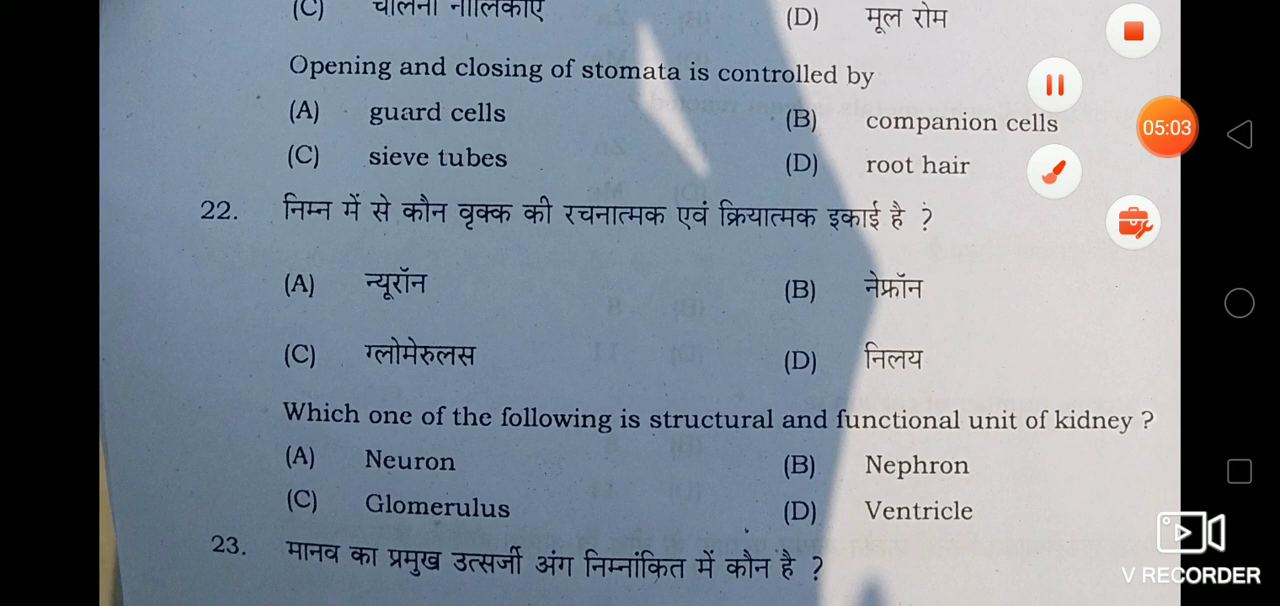 (C) चालनी नलिकाएँ (D) मूल रोम
Opening and closing of stomata is controlled by
(A) guard cells (B) companion cells
(C) sieve tubes (D) root hair
22. निम्न में से कौन वृक्क की रचनात्मक एवं क्रियात्मक इकाई है ?
(A) न्यूरॉन (B) नेफ्रॉन
(C) ग्लोमेरुलस (D) निलय
Which one of the following is structural and functional unit of kidney ?
(A) Neuron (B) Nephron
(C) Glomerulus (D) Ventricle
23. मानव का प्रमुख उत्सर्जी अंग निम्नांकित में कौन है ?
05:03
V RECORDER